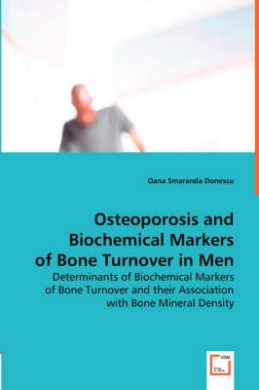 Oana Smaranda Donescu
Osteoporosis and
Biochemical Markers
of Bone Turnover in Men
Determinants of Biochemical Markers
of Bone Turnover and their Association
with Bone Mineral Density
VDM